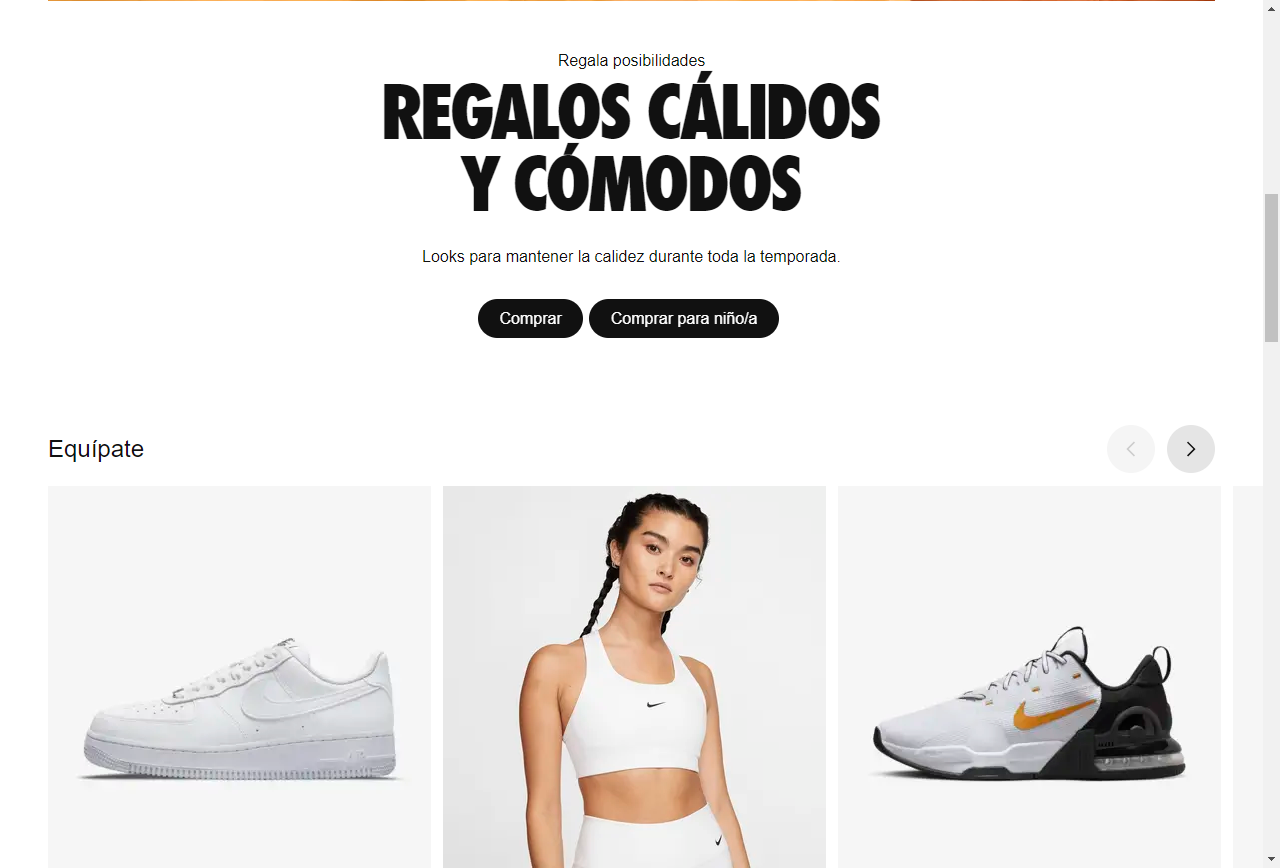 Regala posibilidades
REGALOS CÁLIDOS
Y CÓMODOS
Looks para mantener la calidez durante toda la temporada.
Comprar
Comprar para niño/a
Equípate